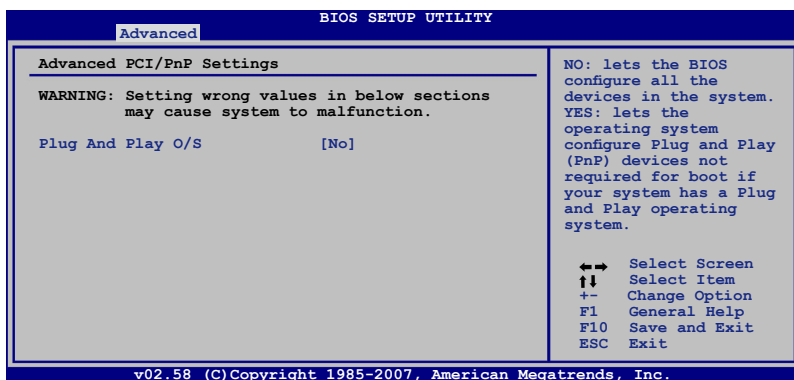 BIOS SETUP UTILITY
Advanced
Advanced PCI/PnP Settings
WARNING: Setting wrong values in below sections
may cause system to malfunction.
Plug And Play O/S [No]
NO: lets the BIOS
configure all the
devices in the system.
YES: lets the
operating system
configure Plug and Play
(PnP) devices not
required for boot if
your system has a Plug
and Play operating
system.
←→ Select Screen
↑↓ Select Item
+- Change Option
F1 General Help
F10 Save and Exit
ESC Exit
v02.58 (C)Copyright 1985-2007, American Megatrends, Inc.